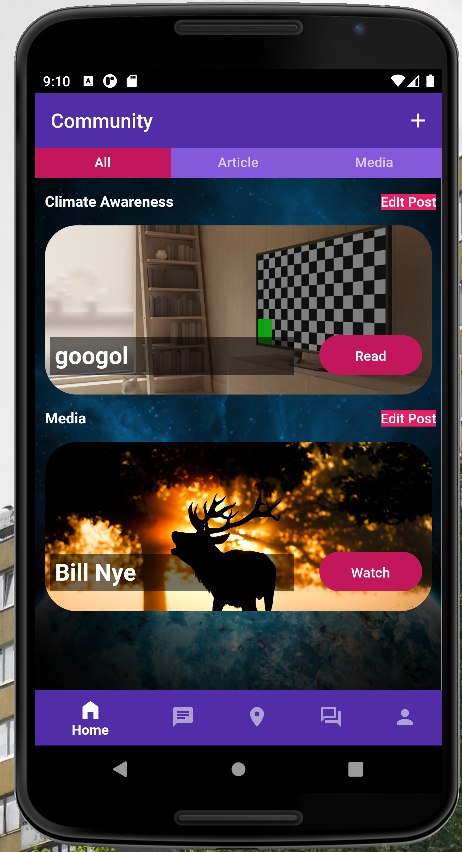 9:10
Community
+
All Article Media
Climate Awareness Edit Post
googol Read
Media Edit Post
Bill Nye Watch
Home